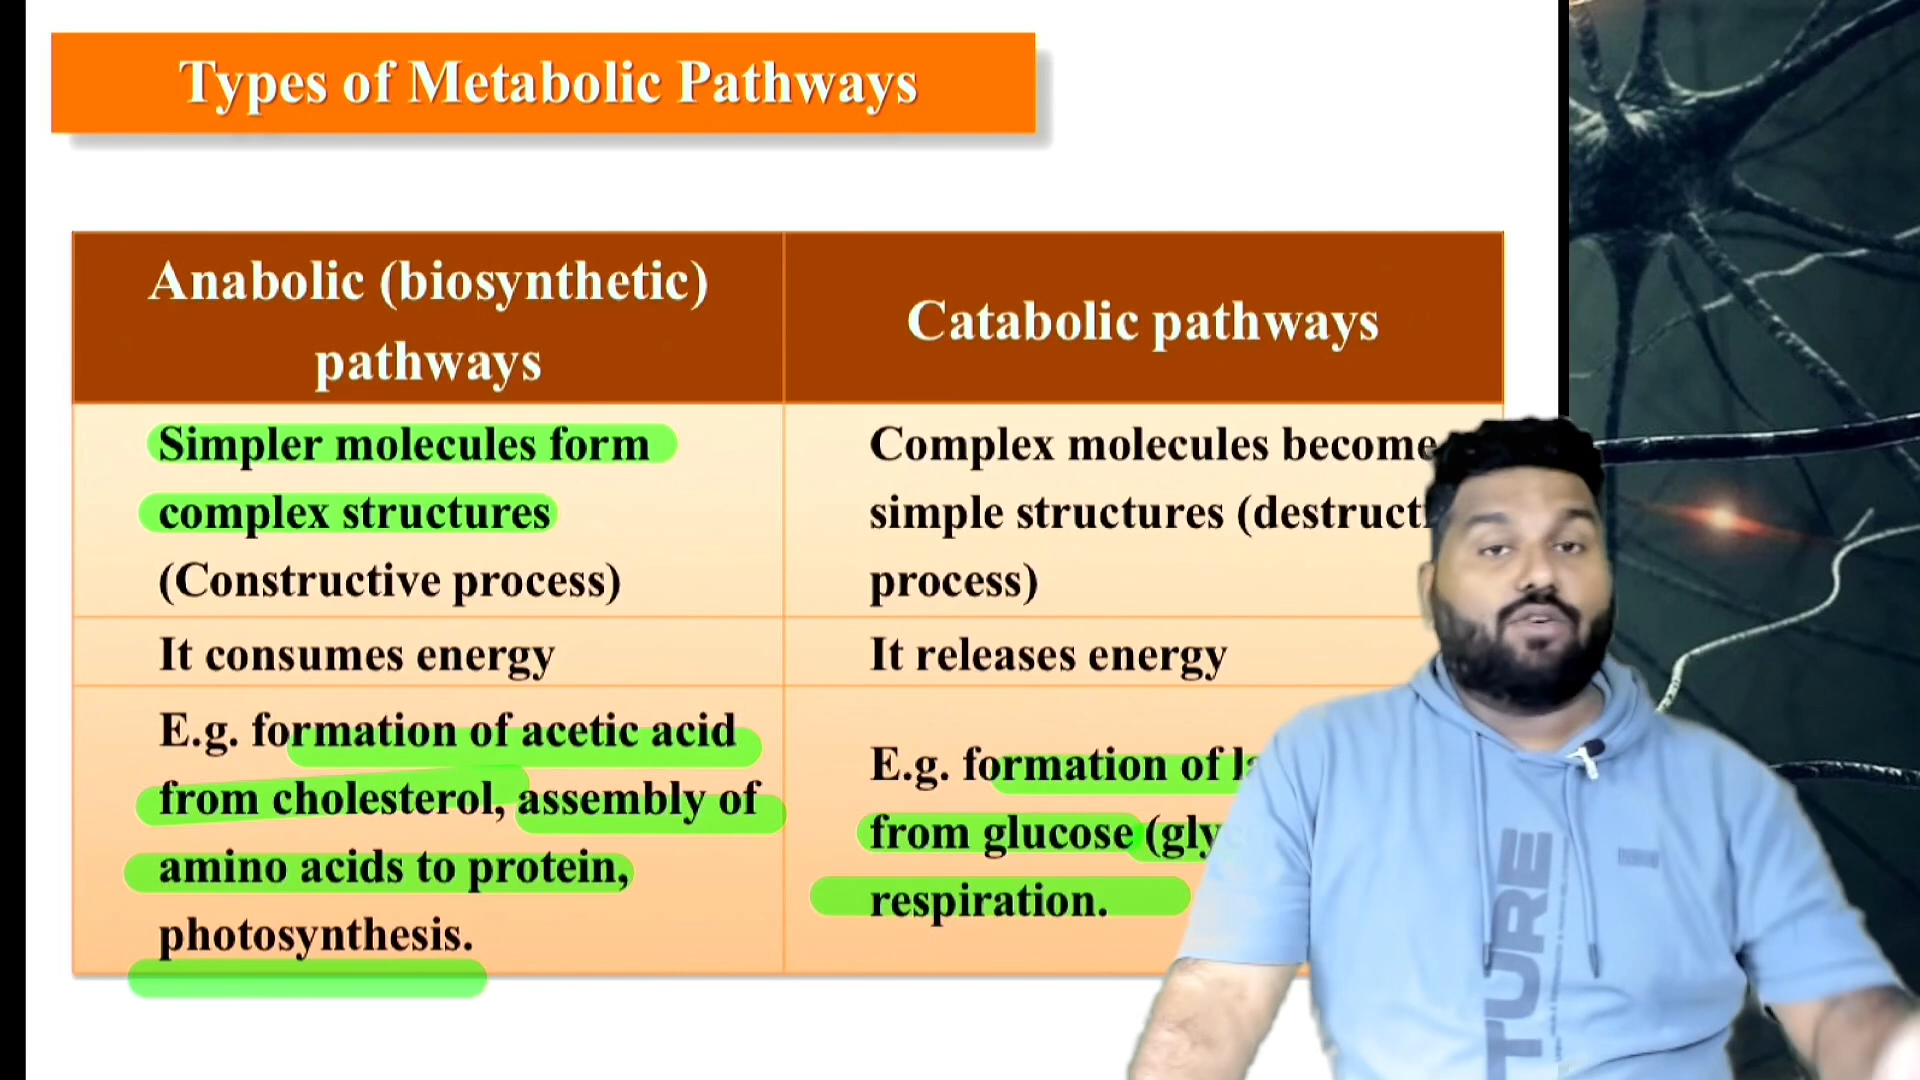 Types of Metabolic Pathways
Anabolic (biosynthetic)
pathways
Catabolic pathways
Simpler molecules form
complex structures
(Constructive process)
Complex molecules become
simple structures
process)
It consumes energy
It releases energy
E.g. formation of acetic acid
from cholesterol, assembly of
amino acids to protein,
photosynthesis.
E.g. formation of
from glucose
respiration.
TURE